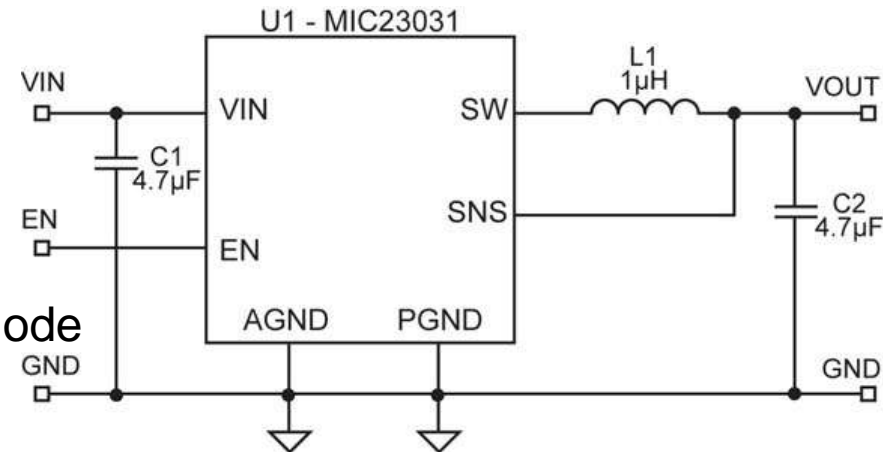 U1 - MIC23031
L1
1µH
VIN
VOUT
VIN
SW
C1
4.7µF
SNS
C2
4.7µF
EN
EN
AGND
PGND
ode
GND
GND